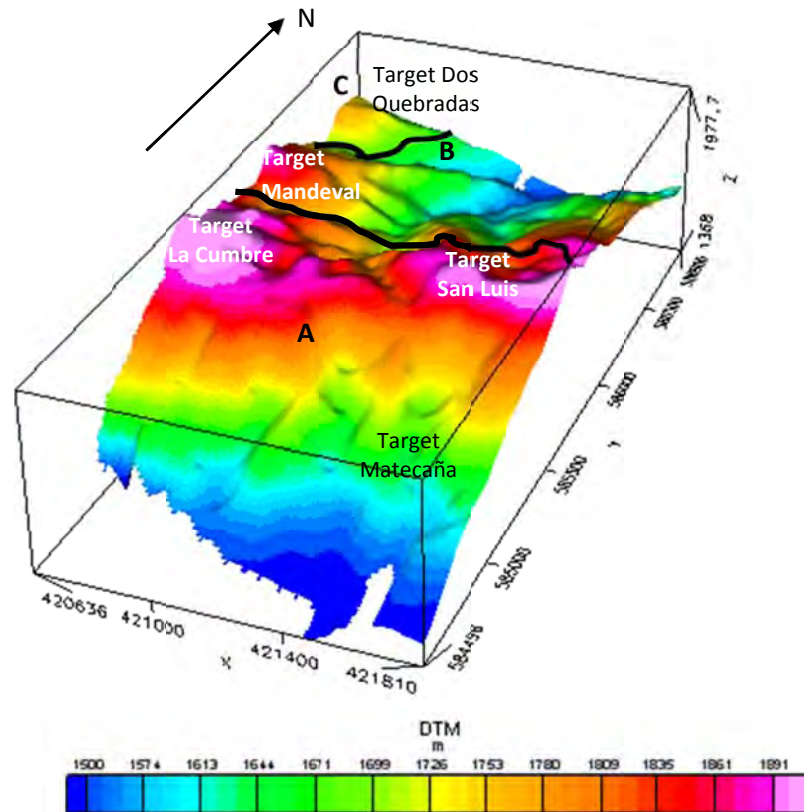 N
Target Dos
Quebradas
C
B
Target
Mandeval
Target
La Cumbre
Target
San Luis
A
Target
Matecaña
1977,7
Z
1368
586000
585500
585000
584496
Y
420636
421000
421400
421810
X
DTM
m
1500 1574 1613 1644 1671 1699 1726 1753 1780 1809 1835 1861 1891